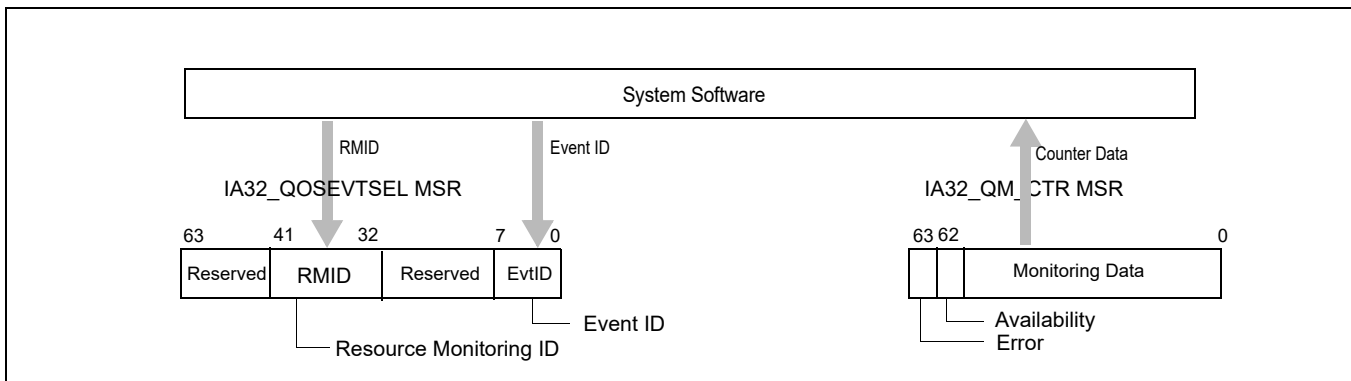 System Software
RMID
Event ID
Counter Data
IA32_QOSEVTSEL MSR
IA32_QM_CTR MSR
63 41 32 7 0
63 62 0
Reserved RMID Reserved EvtID
Monitoring Data
Event ID
Resource Monitoring ID
Availability
Error